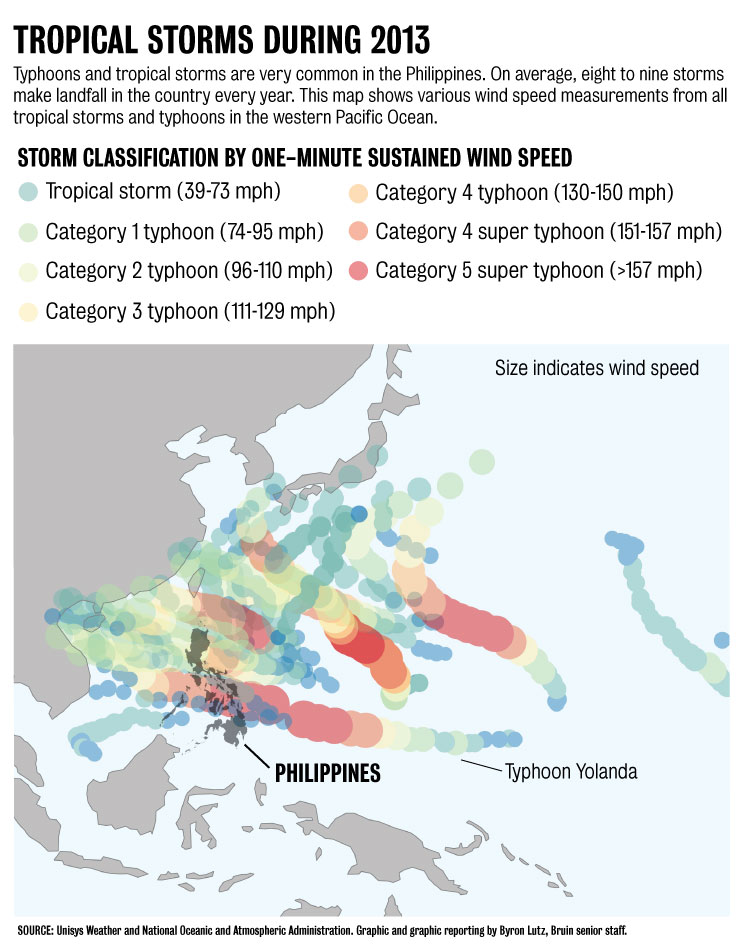 TROPICAL STORMS DURING 2013
Typhoons and tropical storms are very common in the Philippines. On average, eight to nine storms
make landfall in the country every year. This map shows various wind speed measurements from all
tropical storms and typhoons in the western Pacific Ocean.
STORM CLASSIFICATION BY ONE-MINUTE SUSTAINED WIND SPEED
Tropical storm (39-73 mph)
Category 1 typhoon (74-95 mph)
Category 2 typhoon (96-110 mph)
Category 3 typhoon (111-129 mph)
Category 4 typhoon (130-150 mph)
Category 4 super typhoon (151-157 mph)
Category 5 super typhoon (>157 mph)
Size indicates wind speed
PHILIPPINES
Typhoon Yolanda
SOURCE: Unisys Weather and National Oceanic and Atmospheric Administration. Graphic and graphic reporting by Byron Lutz, Bruin senior staff.